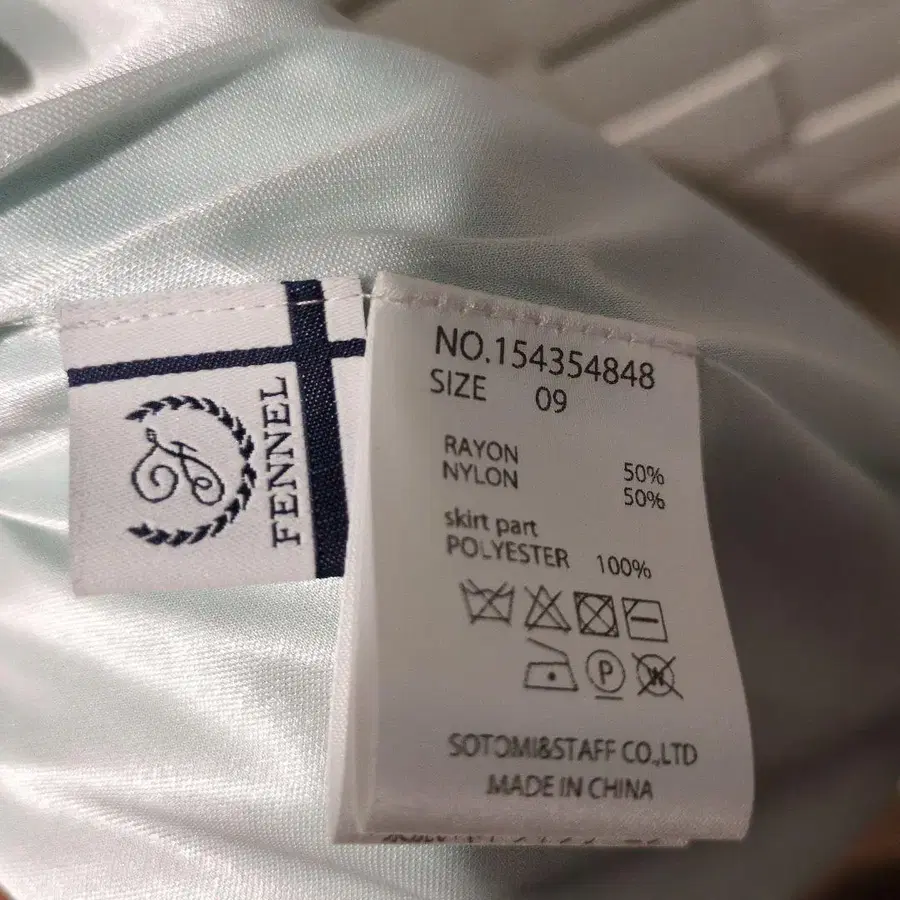 FENNEL
NO.154354848
SIZE 09
RAYON 50%
NYLON 50%
skirt part
POLYESTER 100%
P
W
SOTOMI&STAFF CO.,LTD
MADE IN CHINA